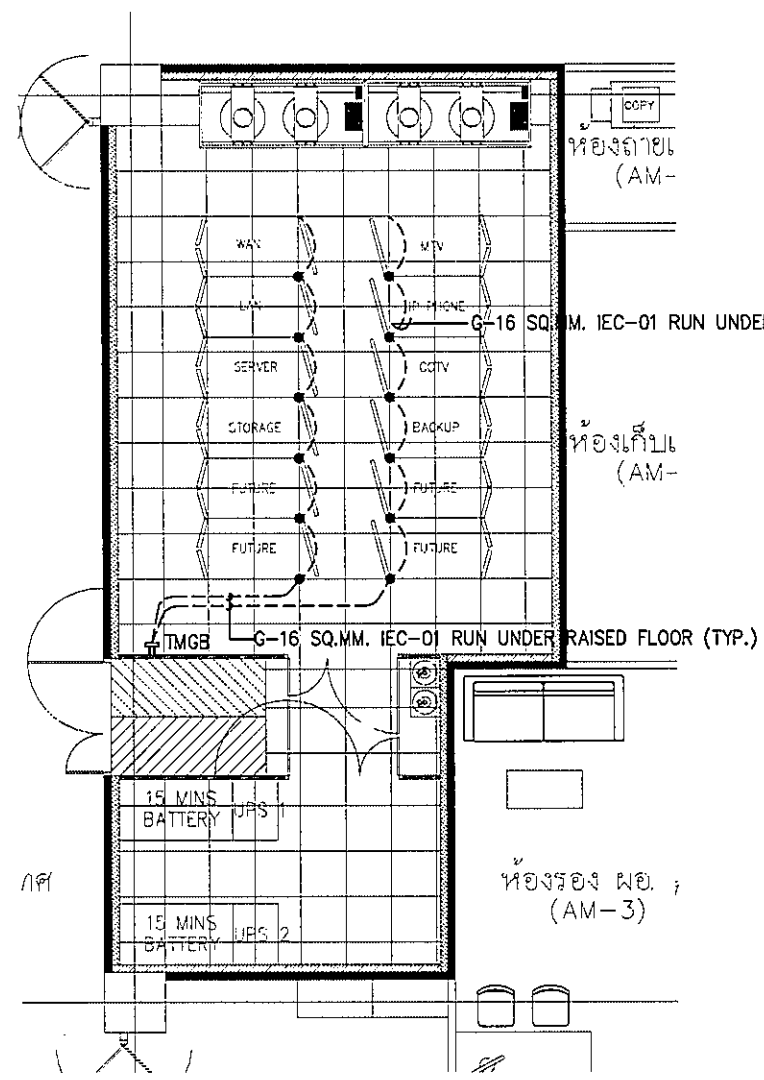 COPY
ห้องถ่ายเ
(AM-
WAN
MTV
LAN
IP PHONE
G-16 SQ.MM. IEC-01 RUN UNDE
SERVER
CCTV
STORAGE
BACKUP
ห้องเก็บเ
(AM-
FUTURE
FUTURE
FUTURE
FUTURE
TMGB
G-16 SQ.MM. IEC-01 RUN UNDER RAISED FLOOR (TYP.)
15 MINS
BATTERY
UPS 1
ห้องรอง ผอ.
(AM-3)
15 MINS
BATTERY
UPS 2